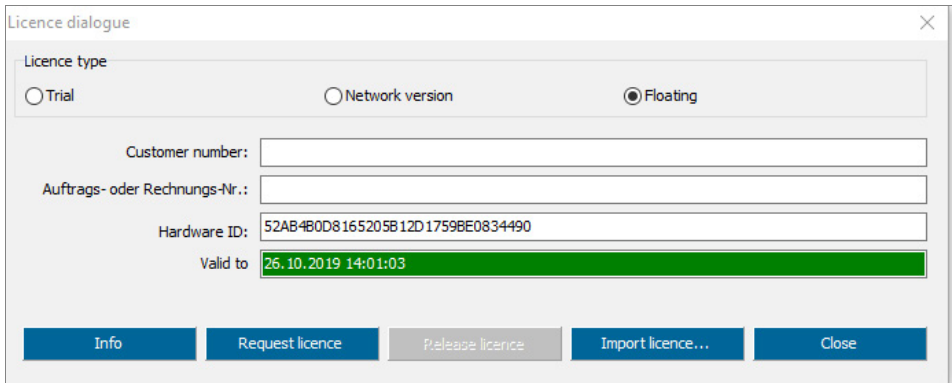 Licence dialogue
Licence type
Trial Network version Floating
Customer number:
Auftrags- oder Rechnungs-Nr.:
Hardware ID: 52AB4B0D8165205B12D1759BE0834490
Valid to 26.10.2019 14:01:03
Info Request licence Release licence Import licence... Close